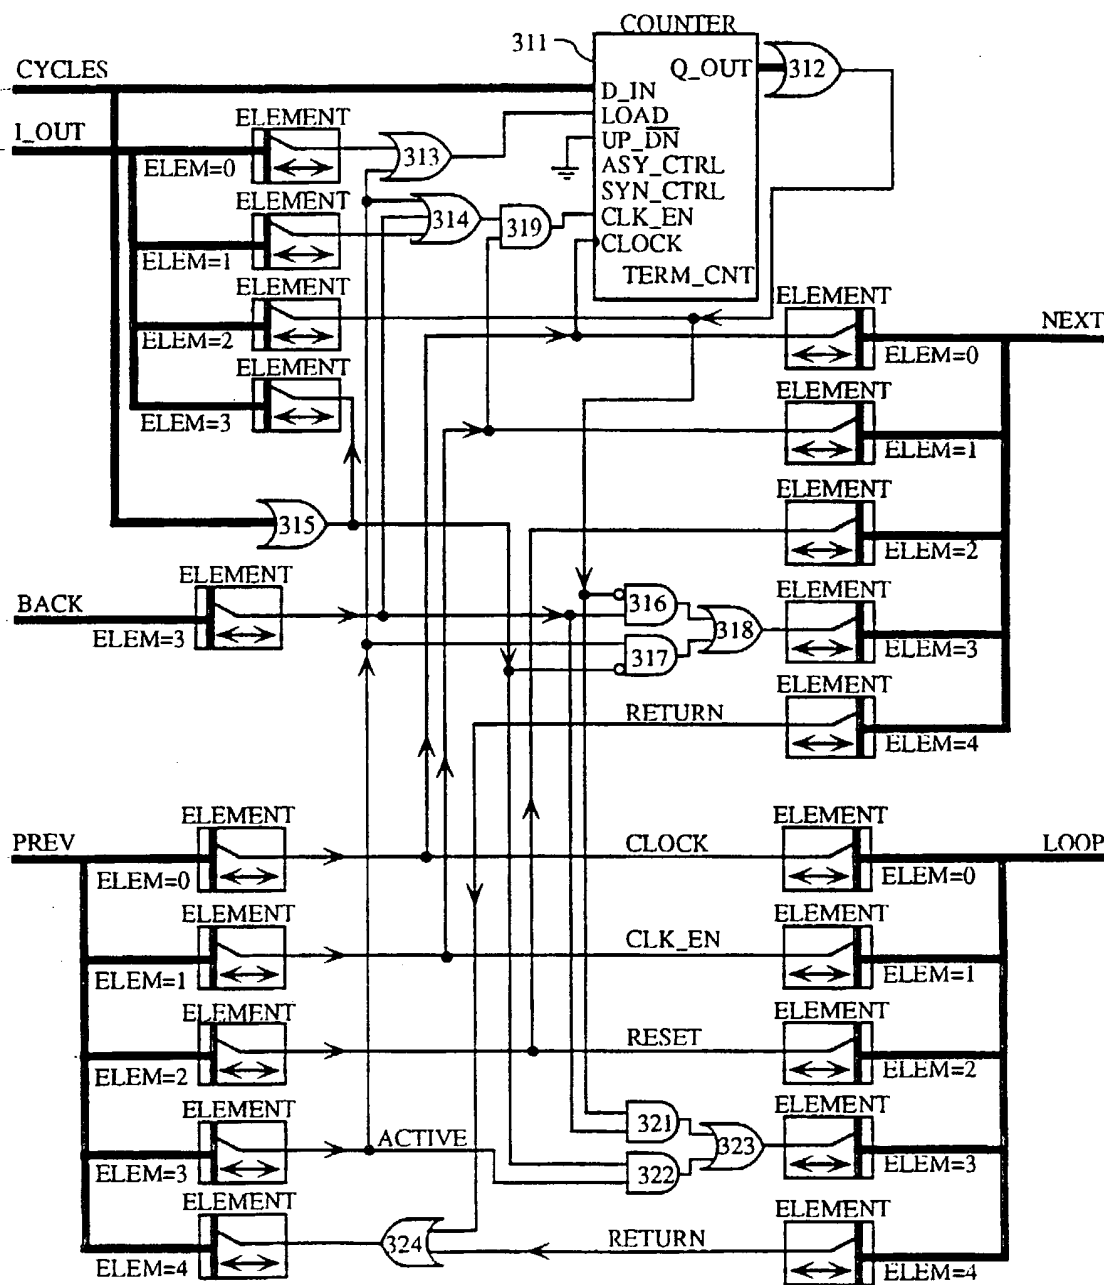 COUNTER
311
CYCLES
Q_OUT
312
D_IN
I_OUT
ELEMENT
LOAD
313
UP_DN
ELEM=0
ASY_CTRL
ELEMENT
SYN_CTRL
314
319
CLK_EN
CLOCK
ELEM=1
TERM_CNT
ELEMENT
ELEMENT
NEXT
ELEM=2
ELEM=0
ELEMENT
ELEMENT
ELEM=3
ELEM=1
ELEMENT
315
ELEM=2
ELEMENT
ELEMENT
BACK
316
318
ELEM=3
317
ELEM=3
ELEMENT
RETURN
ELEM=4
ELEMENT
ELEMENT
PREV
CLOCK
LOOP
ELEM=0
ELEM=0
ELEMENT
ELEMENT
CLK_EN
ELEM=1
ELEM=1
ELEMENT
ELEMENT
RESET
ELEM=2
ELEM=2
ELEMENT
ELEMENT
321
ACTIVE
323
ELEM=3
322
ELEM=3
ELEMENT
ELEMENT
324
RETURN
ELEM=4
ELEM=4